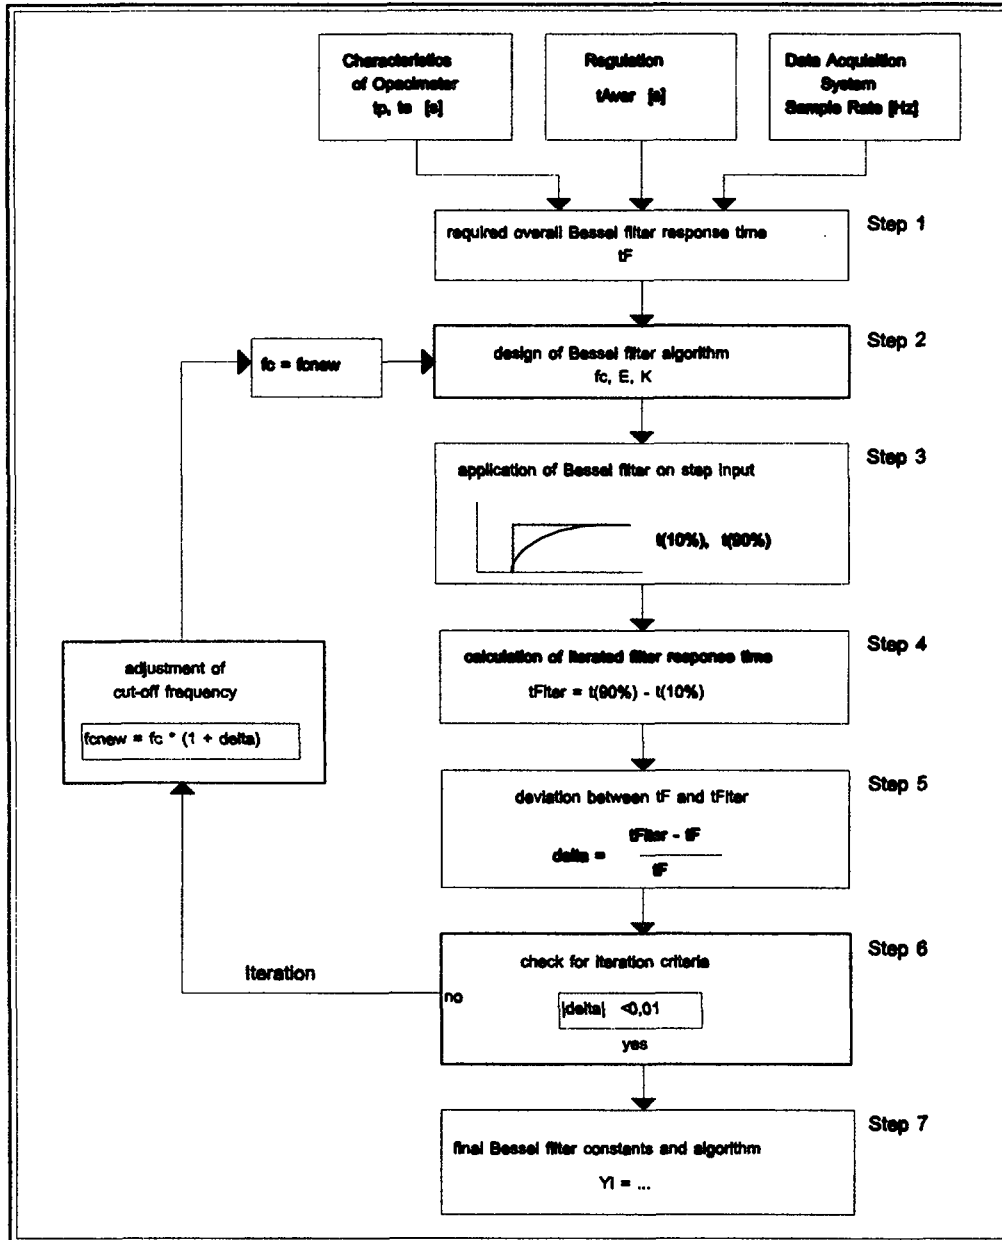 Characteristics
of Opacimeter
tp, te [s]
Regulation
tAver [s]
Data Acquisition
System
Sample Rate [Hz]
Step 1
required overall Bessel filter response time
tF
Step 2
design of Bessel filter algorithm
fc, E, K
fc = fcnew
Step 3
application of Bessel filter on step input
t(10%), t(90%)
Step 4
calculation of iterated filter response time
tFiter = t(90%) - t(10%)
adjustment of
cut-off frequency
fcnew = fc * (1 + delta)
Step 5
deviation between tF and tFiter
delta =
tFiter - tF
tF
Step 6
check for iteration criteria
Iteration
no
|delta| <0,01
yes
Step 7
final Bessel filter constants and algorithm
Yi = ...